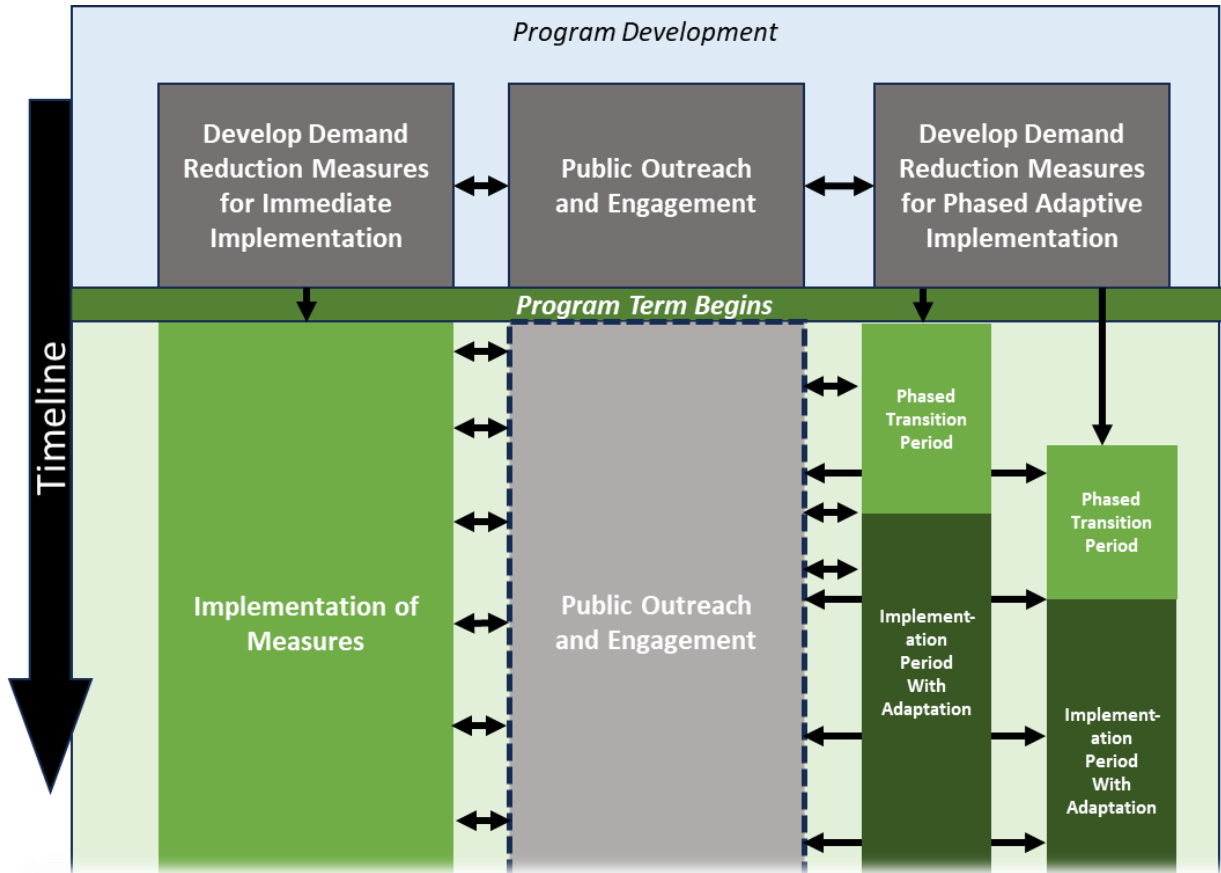 Program Development
Develop Demand
Reduction Measures
for Immediate
Implementation
Public Outreach
and Engagement
Develop Demand
Reduction Measures
for Phased Adaptive
Implementation
Timeline
Program Term Begins
Implementation of
Measures
Public Outreach
and Engagement
Phased
Transition
Period
Implement-
ation
Period
With
Adaptation
Phased
Transition
Period
Implement-
ation
Period
With
Adaptation